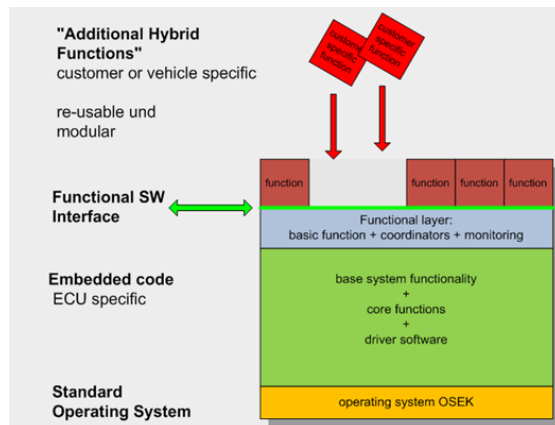 "Additional Hybrid
Functions"
customer or vehicle specific
re-usable und
modular
customer
specific
function
customer
specific
function
function
function
function
function
Functional SW
Interface
Functional layer:
basic function + coordinators + monitoring
Embedded code
ECU specific
base system functionality
+
core functions
+
driver software
Standard
Operating System
operating system OSEK